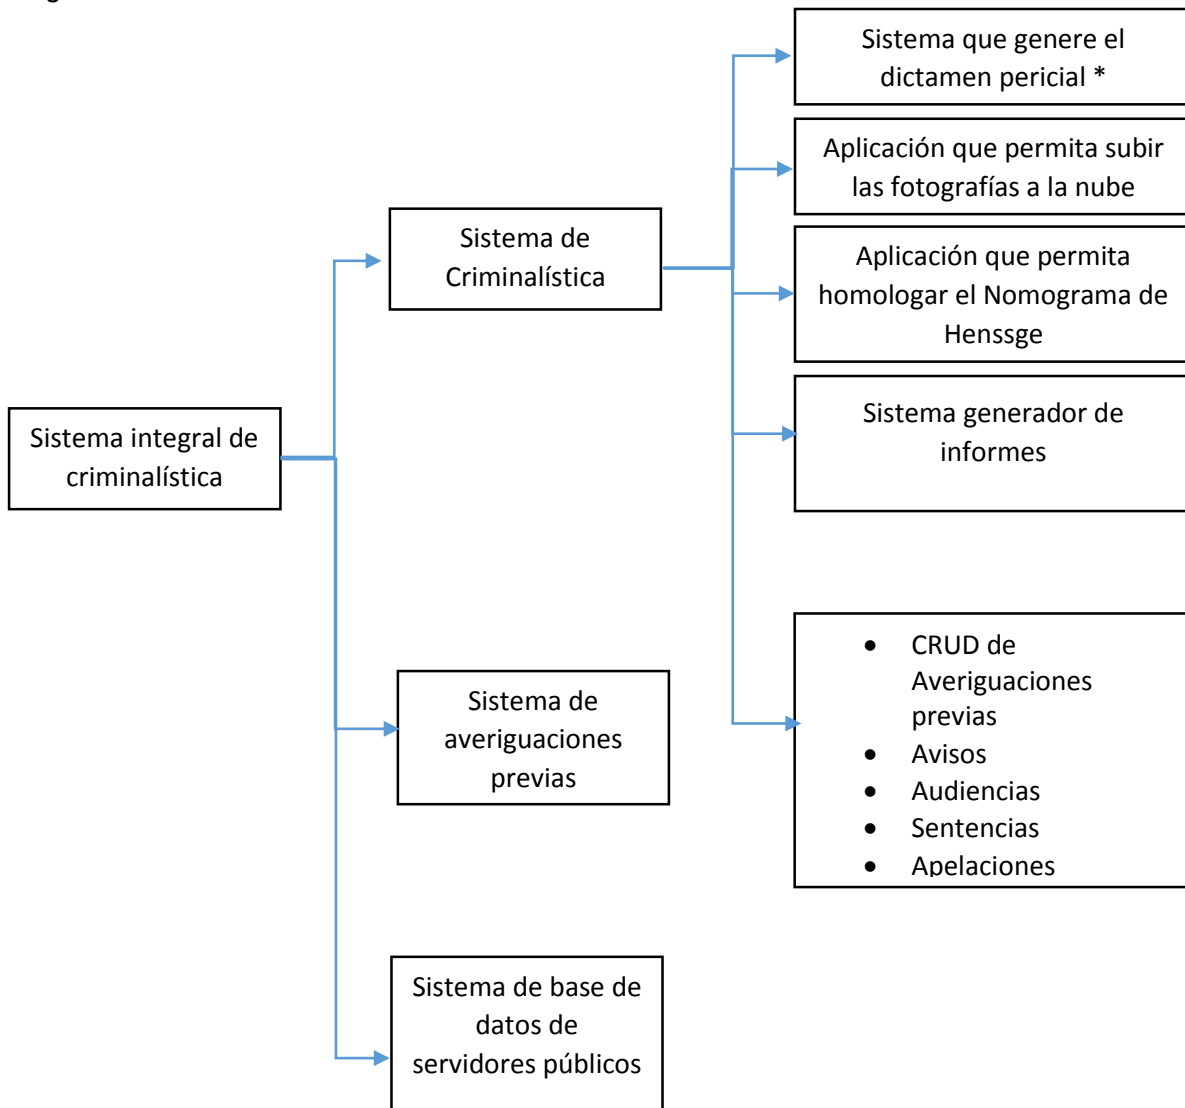 Sistema que genere el
dictamen pericial *
Aplicación que permita subir
las fotografías a la nube
Sistema de
Criminalística
Aplicación que permita
homologar el Nomograma de
Henssge
Sistema generador de
informes
Sistema integral de
criminalística
• CRUD de
Averiguaciones
previas
• Avisos
• Audiencias
• Sentencias
• Apelaciones
Sistema de
averiguaciones
previas
Sistema de base de
datos de
servidores públicos